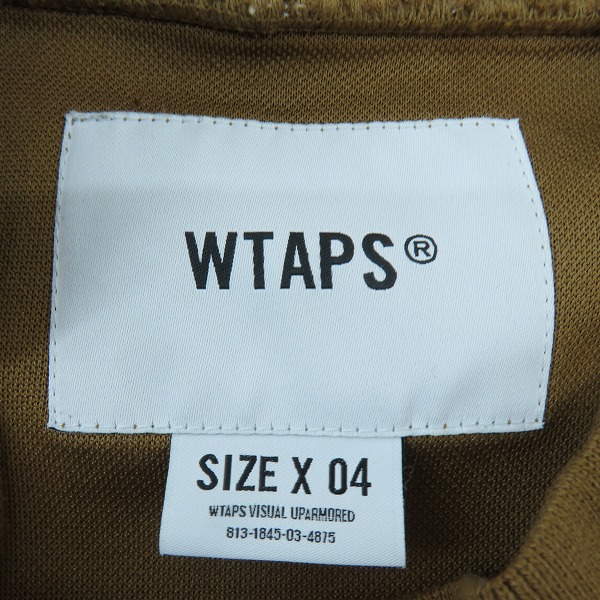 WTAPS®
SIZE X 04
WTAPS VISUAL UPARMORED
813-1845-03-4875